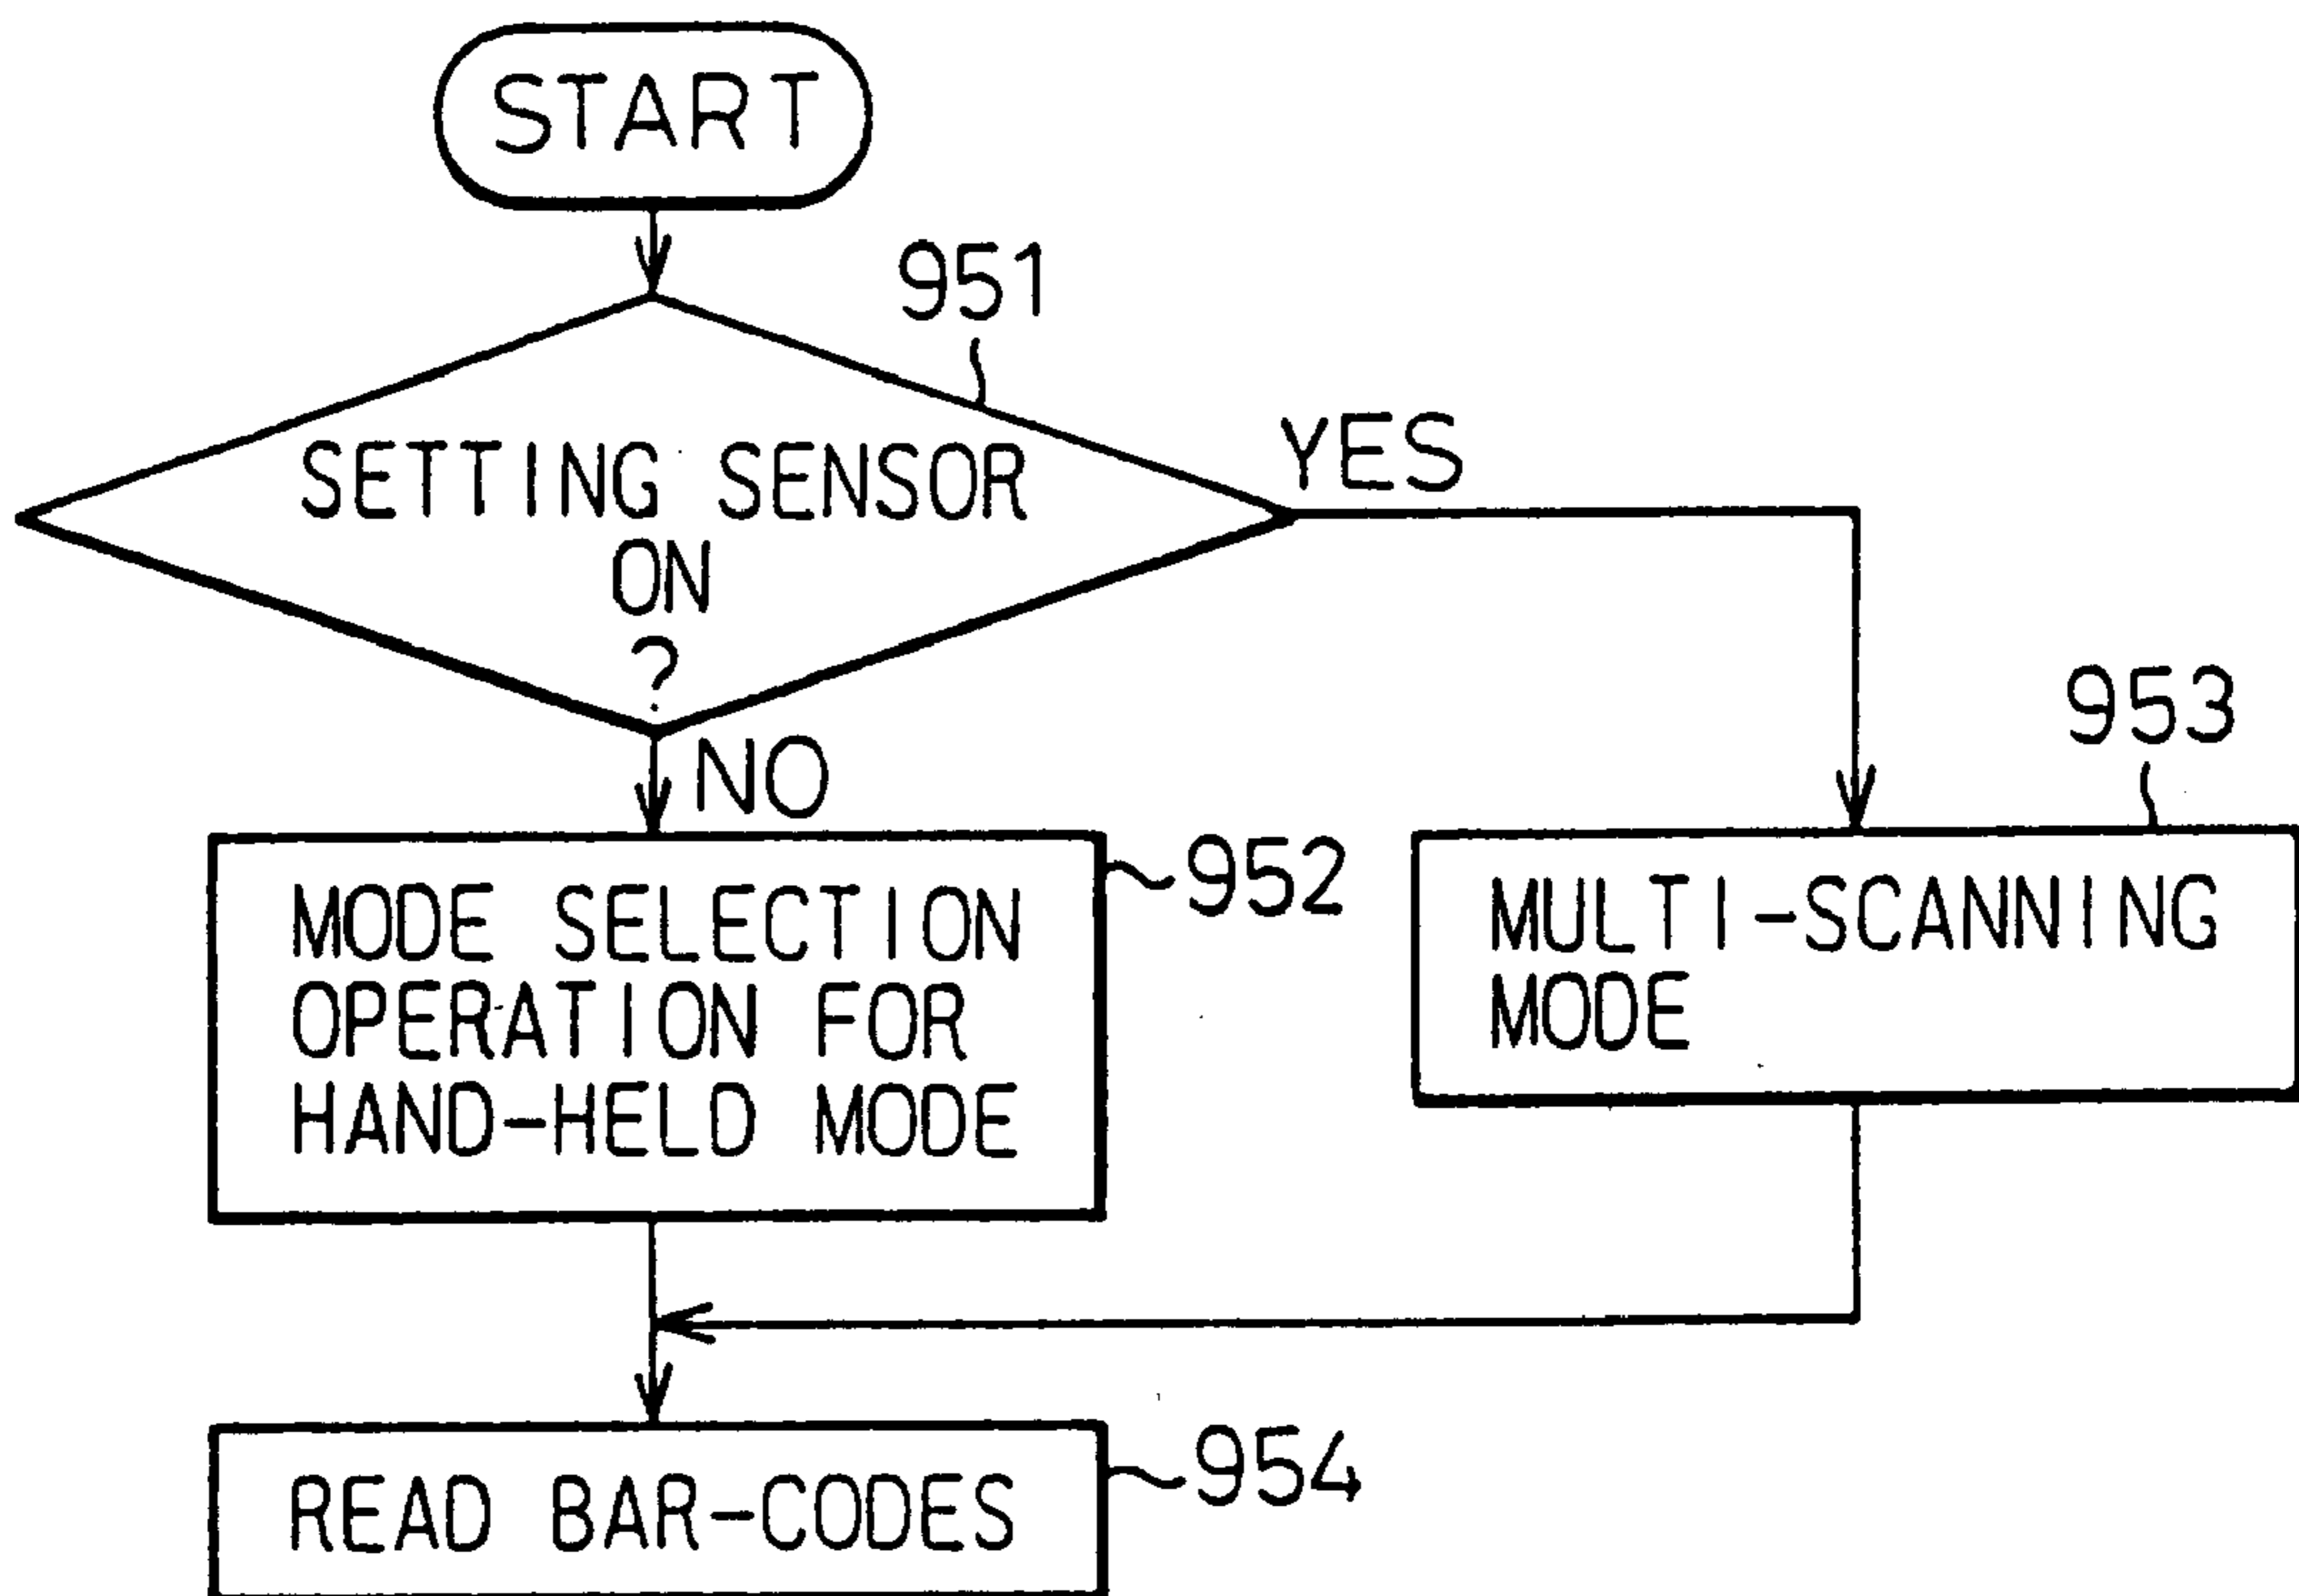 START
951
SETTING SENSOR
ON
?
YES
NO
953
952
MODE SELECTION
OPERATION FOR
HAND-HELD MODE
MULTI-SCANNING
MODE
954
READ BAR-CODES